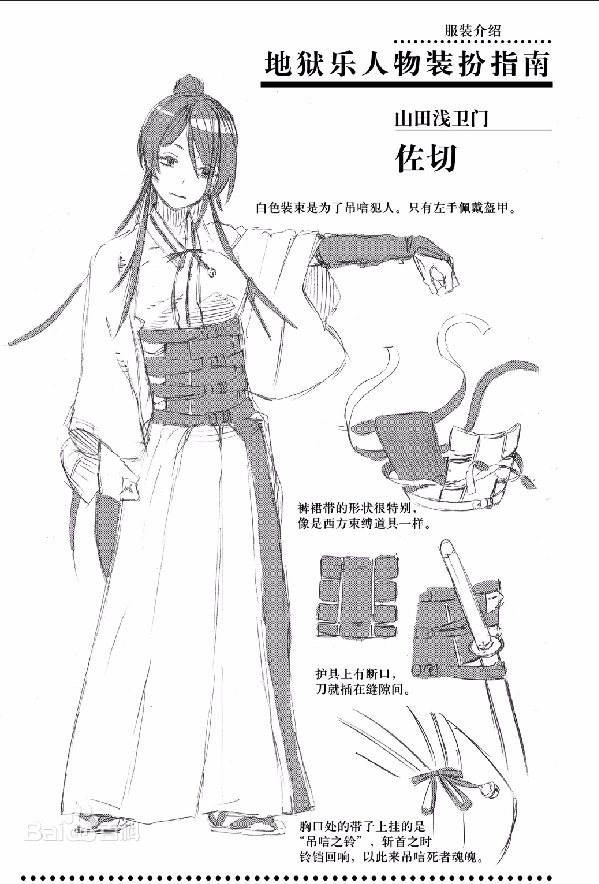 服装介绍
地狱乐人物装扮指南
山田浅卫门
佐切
白色装束是为了吊唁犯人。只有左手佩戴盔甲。
裤裙带的形状很特别，
像是西方束缚道具一样。
护具上有断口，
刀就插在缝隙间。
胸口处的带子上挂的是
“吊唁之铃”，斩首之时
铃铛回响，以此来吊唁死者魂魄。
Bai百科